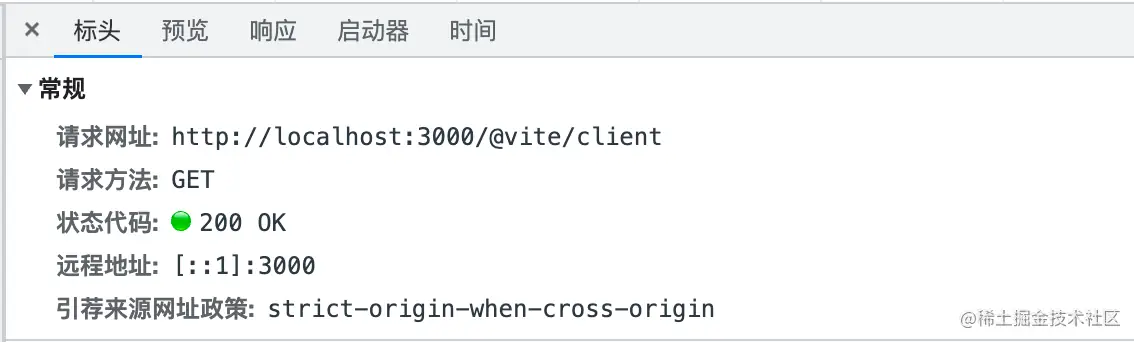 × 标头 预览 响应 启动器 时间
▼常规
请求网址: http://localhost:3000/@vite/client
请求方法: GET
状态代码: 200 OK
远程地址: [::1]:3000
引荐来源网址政策: strict-origin-when-cross-origin
@稀土掘金技术社区